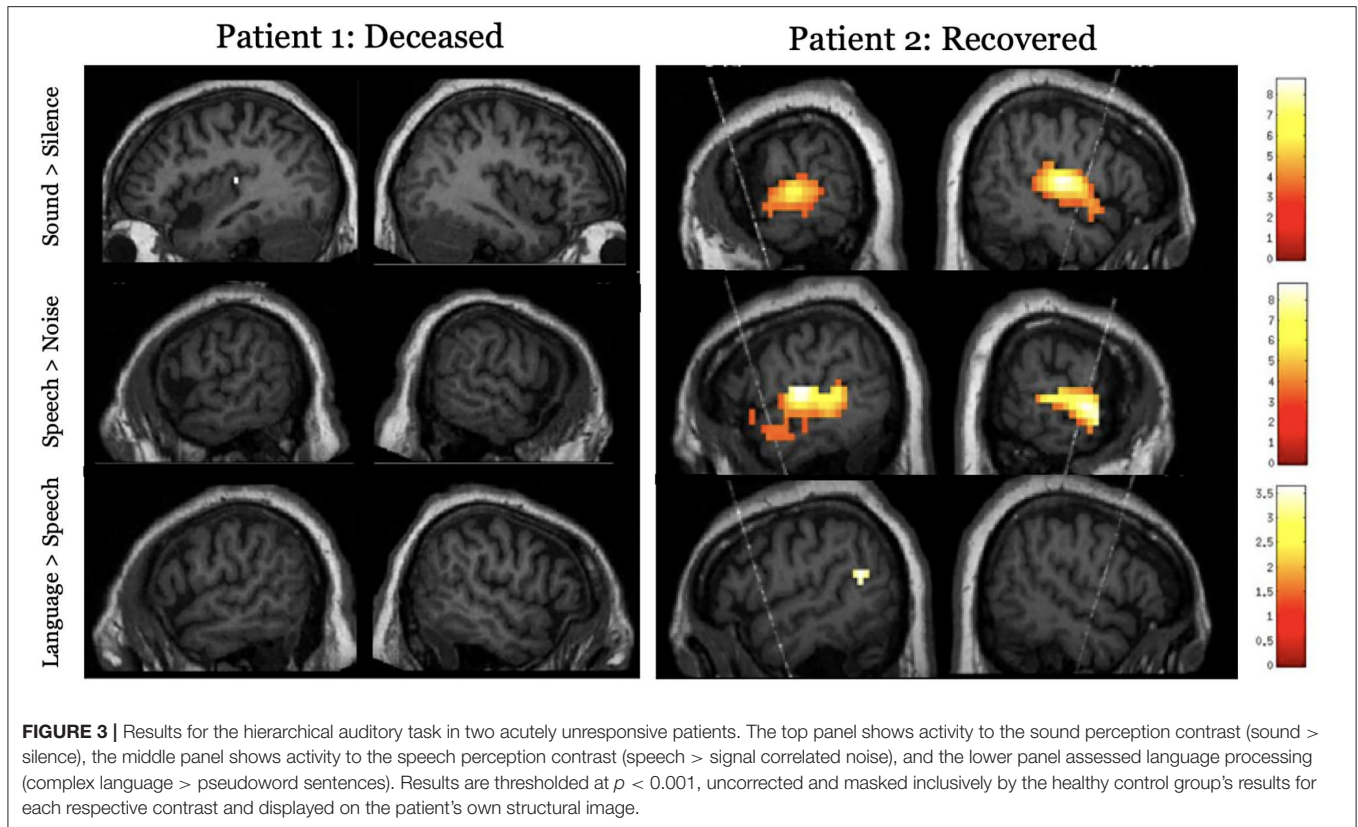 Patient 1: Deceased
Patient 2: Recovered
Sound > Silence
8
7
6
5
4
3
2
1
0
Speech > Noise
8
7
6
5
4
3
2
1
0
Language > Speech
3.5
3
2.5
2
1.5
1
0.5
0
FIGURE 3 | Results for the hierarchical auditory task in two acutely unresponsive patients. The top panel shows activity to the sound perception contrast (sound >
silence), the middle panel shows activity to the speech perception contrast (speech > signal correlated noise), and the lower panel assessed language processing
(complex language > pseudoword sentences). Results are thresholded at p < 0.001, uncorrected and masked inclusively by the healthy control group's results for
each respective contrast and displayed on the patient's own structural image.